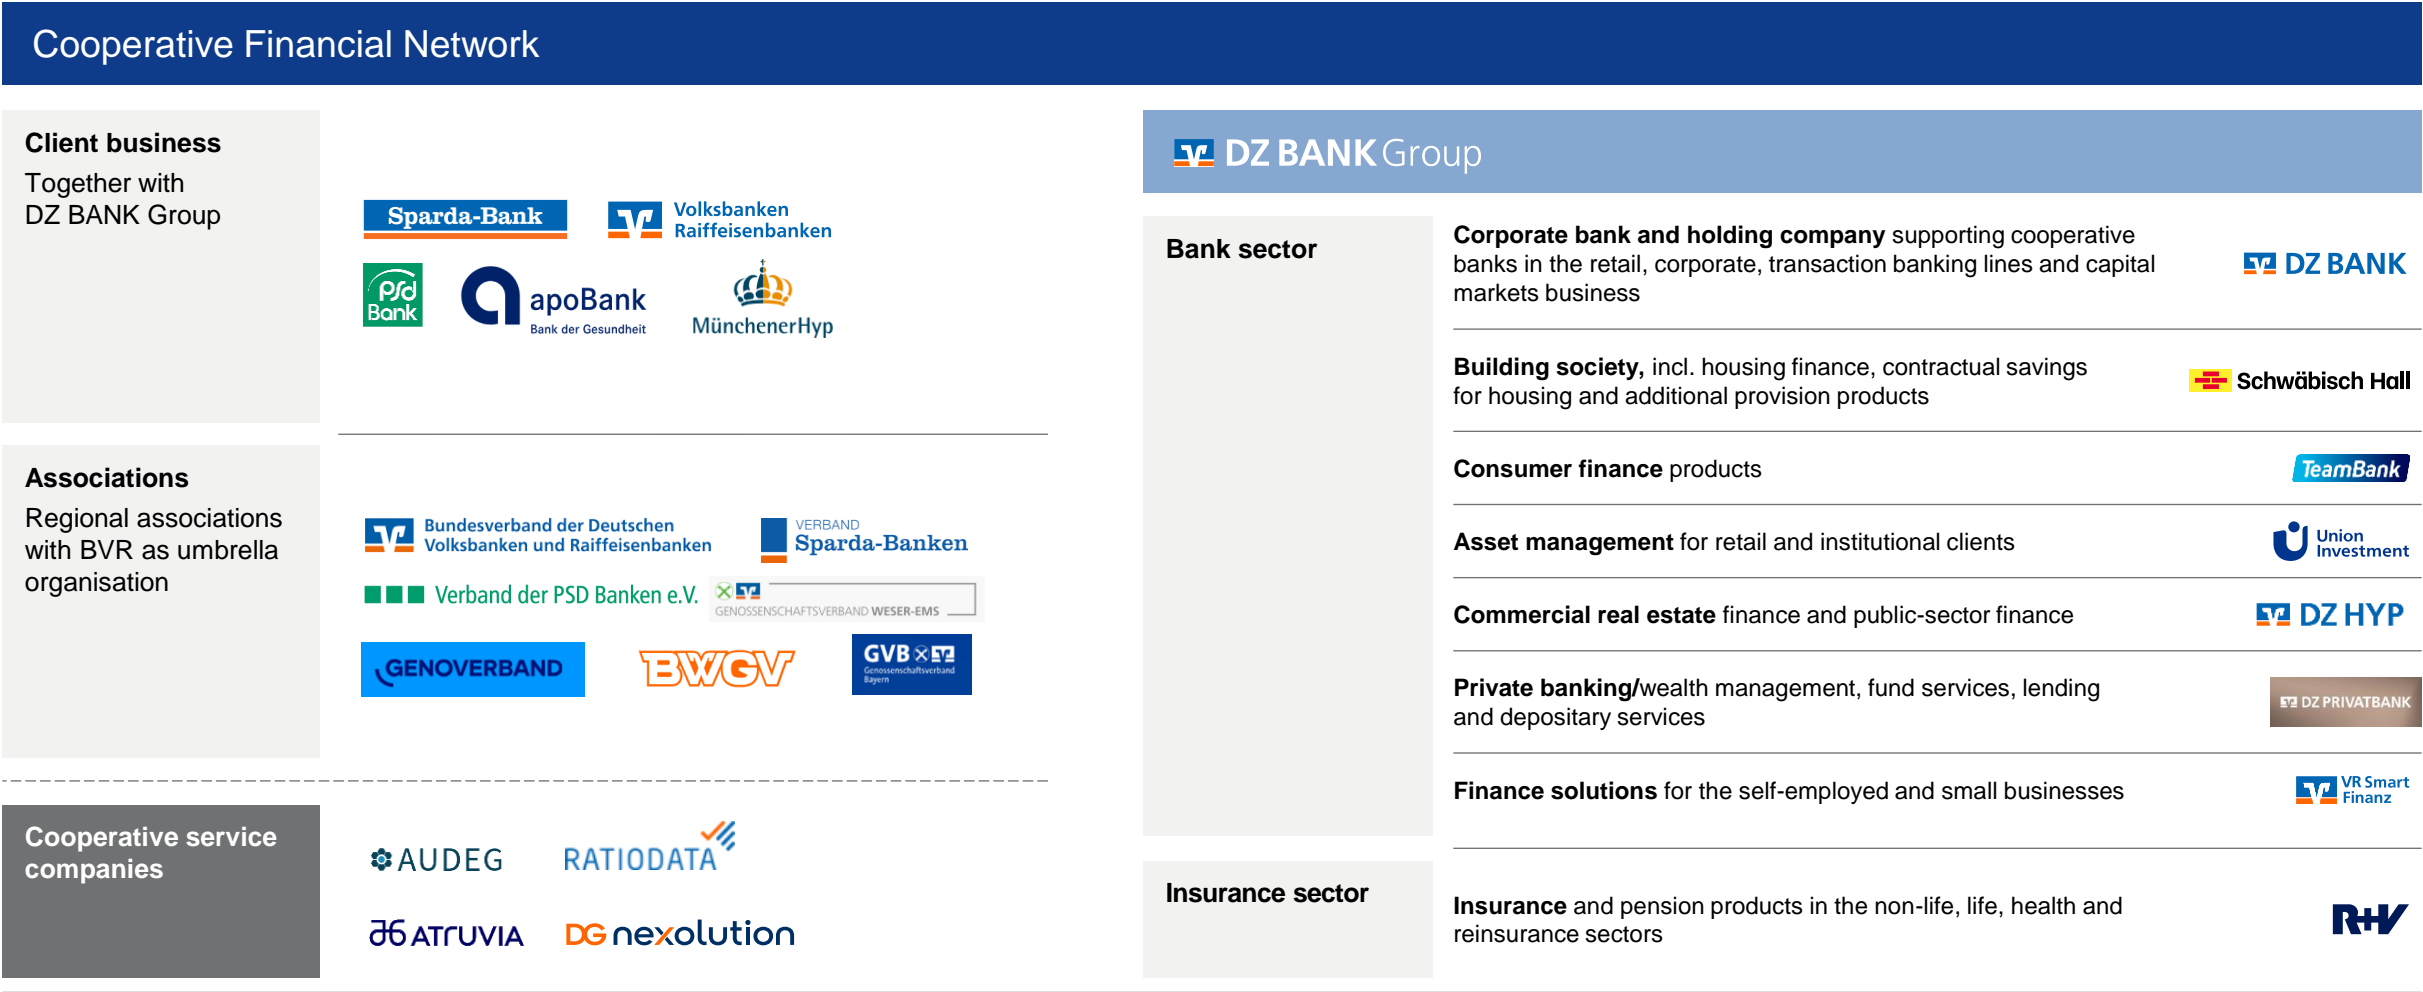 Cooperative Financial Network
Client business
Together with
DZ BANK Group
Sparda-Bank
Volksbanken
Raiffeisenbanken
PSd
Bank
apoBank
Bank der Gesundheit
MünchenerHyp
Associations
Regional associations
with BVR as umbrella
organisation
Bundesverband der Deutschen
Volksbanken und Raiffeisenbanken
VERBAND
Sparda-Banken
Verband der PSD Banken e.V.
GENOSSENSCHAFTSVERBAND WESER-EMS
GENOVERBAND
BWGV
GVB
Genossenschaftsverband
Bayern
Cooperative service
companies
AUDEG
RATIODATA
ATRUVIA
DG nexolution
DZ BANK Group
Bank sector
Corporate bank and holding company supporting cooperative
banks in the retail, corporate, transaction banking lines and capital
markets business
DZ BANK
Building society, incl. housing finance, contractual savings
for housing and additional provision products
Schwäbisch Hall
Consumer finance products
TeamBank
Asset management for retail and institutional clients
Union
Investment
Commercial real estate finance and public-sector finance
DZ HYP
Private banking/wealth management, fund services, lending
and depositary services
DZ PRIVATBANK
Finance solutions for the self-employed and small businesses
VR Smart
Finanz
Insurance sector
Insurance and pension products in the non-life, life, health and
reinsurance sectors
R+V